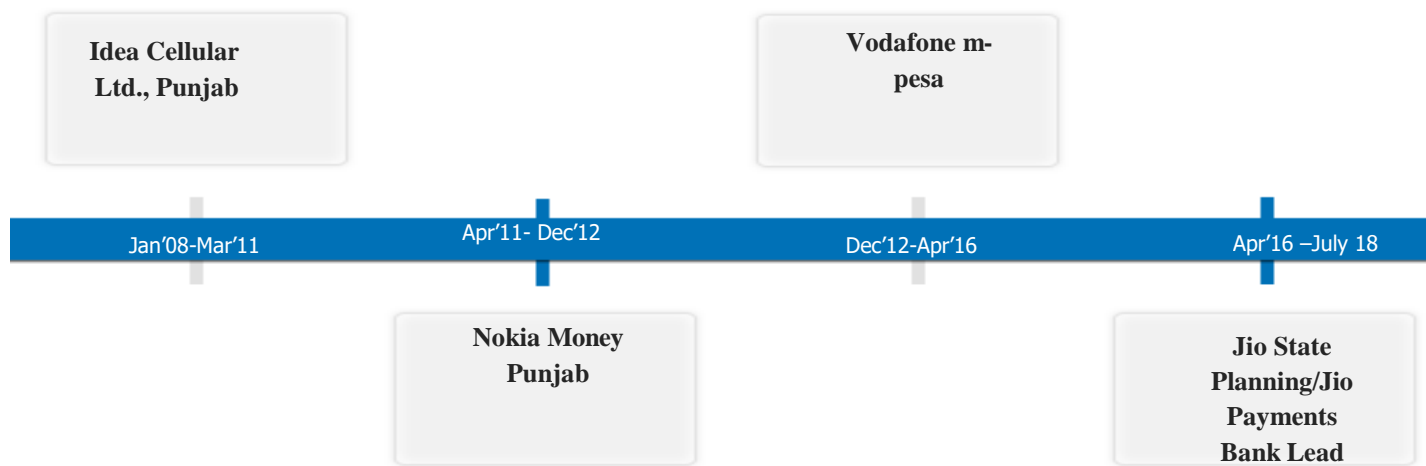 Idea Cellular
Ltd., Punjab
Vodafone m-
pesa
Jan’08-Mar’11
Apr’11- Dec’12
Dec’12-Apr’16
Apr’16 –July 18
Nokia Money
Punjab
Jio State
Planning/Jio
Payments
Bank Lead